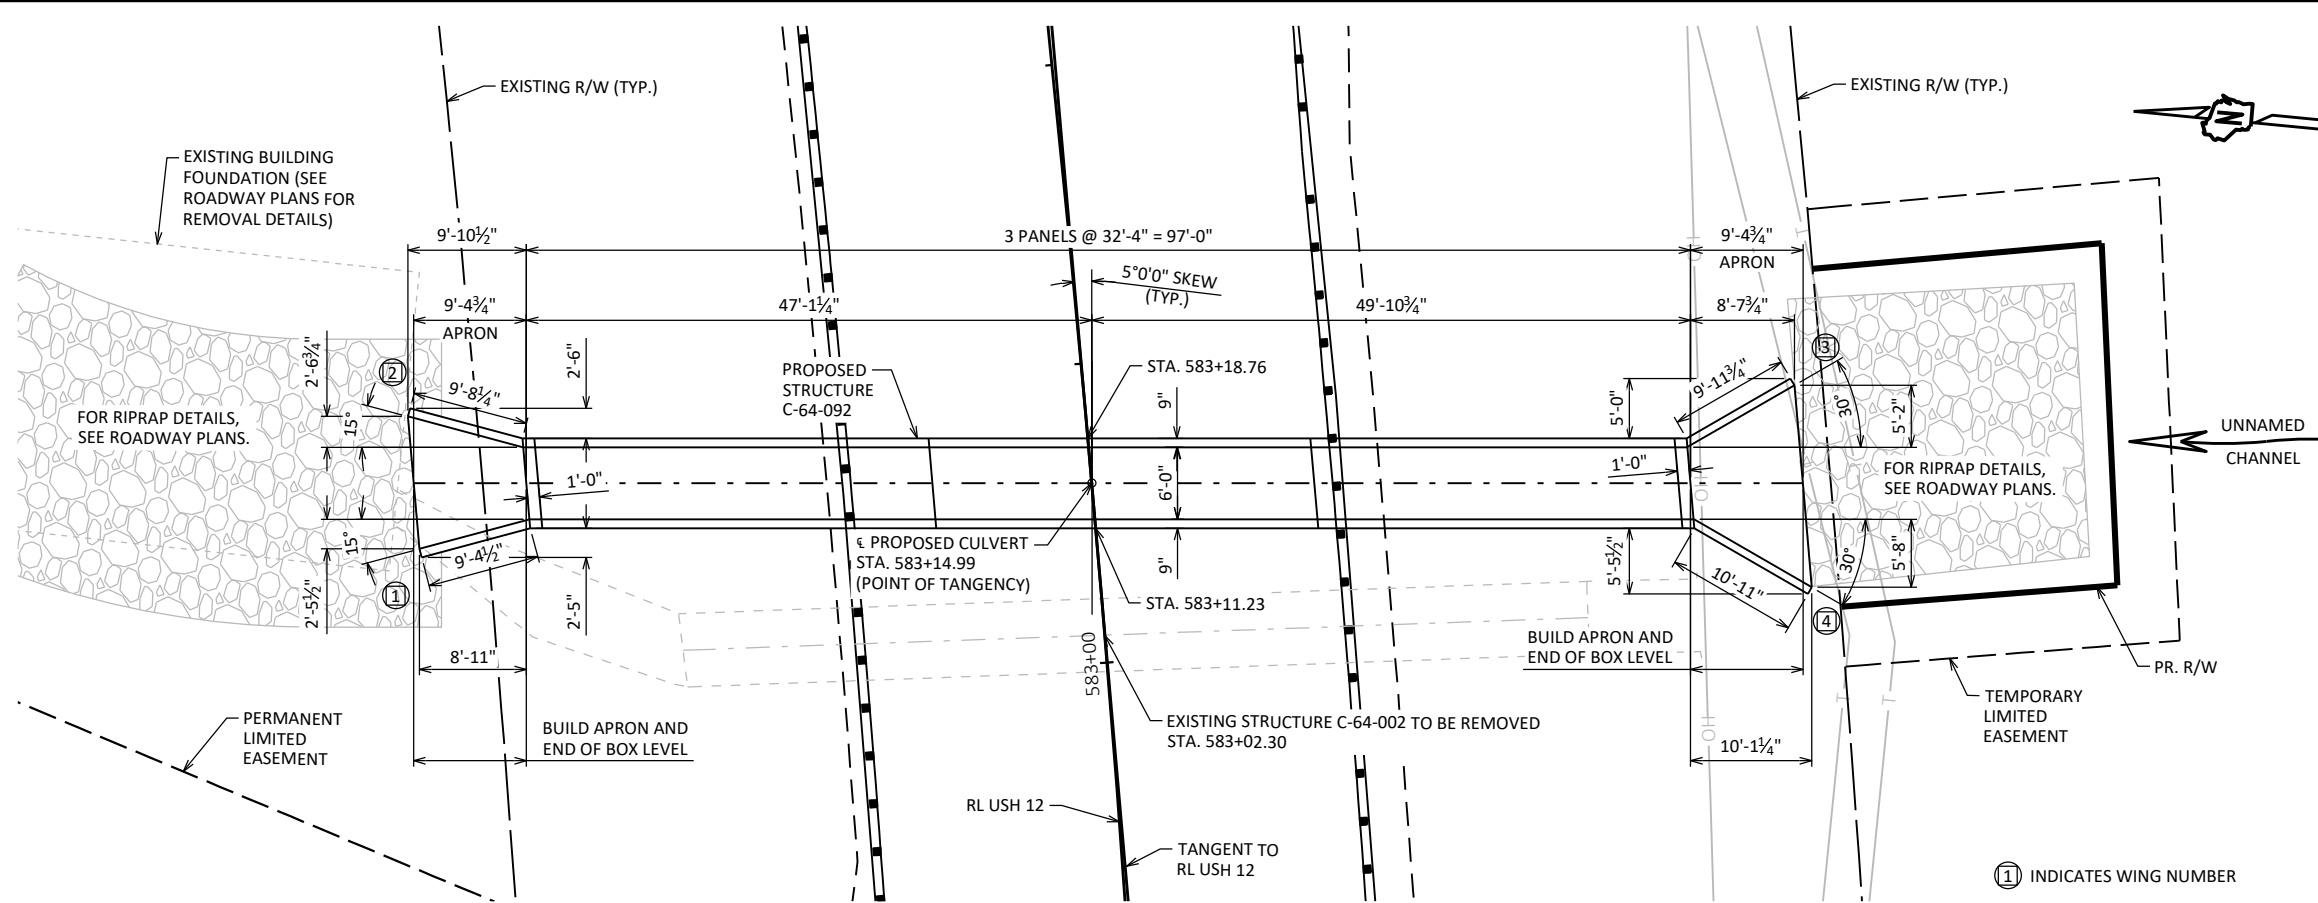 EXISTING R/W (TYP.)
EXISTING R/W (TYP.)
N
EXISTING BUILDING
FOUNDATION (SEE
ROADWAY PLANS FOR
REMOVAL DETAILS)
9'-10½"
3 PANELS @ 32'-4" = 97'-0"
9'-4¾"
APRON
5°0'0" SKEW
(TYP.)
9'-4¾"
APRON
47'-1¼"
49'-10¾"
8'-7¾"
2'-6¾"
2
15°
9'-8¼"
2'-6"
PROPOSED
STRUCTURE
C-64-092
STA. 583+18.76
9"
5'-0"
9'-11¾"
3
30°
5'-2"
FOR RIPRAP DETAILS,
SEE ROADWAY PLANS.
UNNAMED
CHANNEL
1'-0"
6'-0"
1'-0"
FOR RIPRAP DETAILS,
SEE ROADWAY PLANS.
15°
9'-4½"
1
2'-5½"
2'-5"
℄ PROPOSED CULVERT
STA. 583+14.99
(POINT OF TANGENCY)
9"
STA. 583+11.23
5'-5½"
10'-11"
30°
5'-8"
4
8'-11"
583+00
BUILD APRON AND
END OF BOX LEVEL
PR. R/W
PERMANENT
LIMITED
EASEMENT
BUILD APRON AND
END OF BOX LEVEL
EXISTING STRUCTURE C-64-002 TO BE REMOVED
STA. 583+02.30
10'-1¼"
TEMPORARY
LIMITED
EASEMENT
RL USH 12
TANGENT TO
RL USH 12
1 INDICATES WING NUMBER